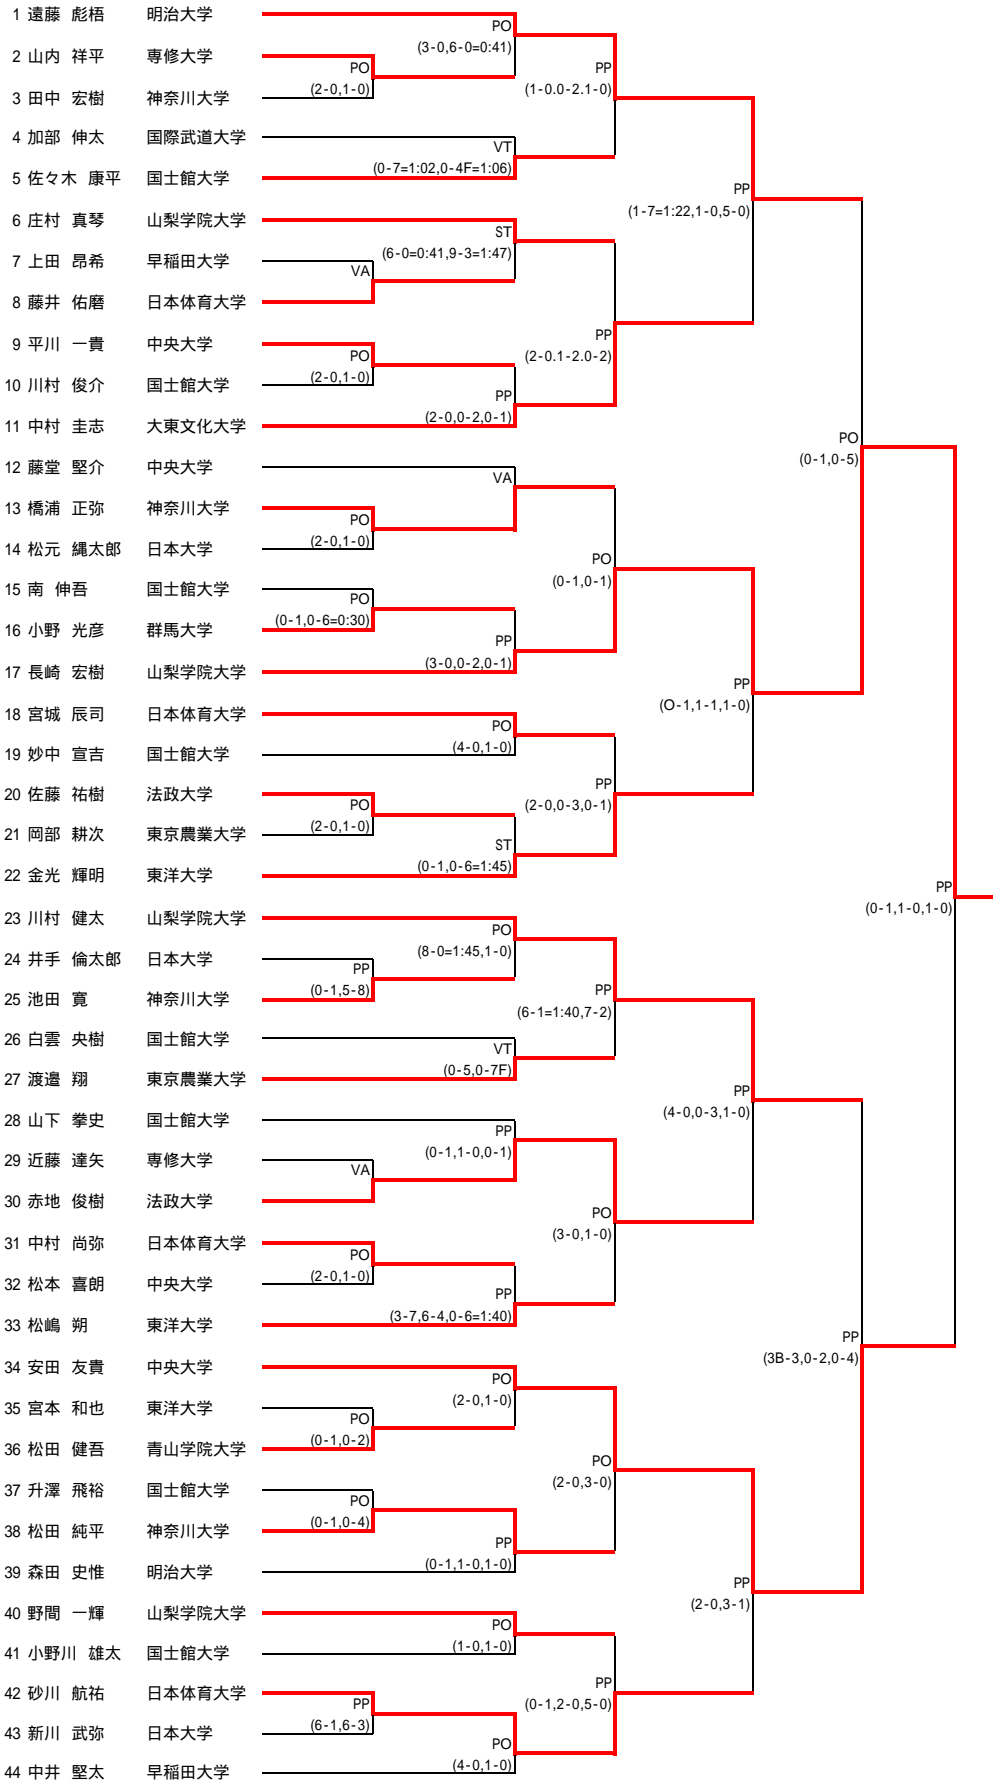 1 遠藤 彪梧 明治大学
PO
(3-0,6-0=0:41)
2 山内 祥平 専修大学
PO
(2-0,1-0)
PP
(1-0.0-2.1-0)
3 田中 宏樹 神奈川大学
4 加部 伸太 国際武道大学
VT
(0-7=1:02,0-4F=1:06)
5 佐々木 康平 国士館大学
PP
(1-7=1:22,1-0,5-0)
6 庄村 真琴 山梨学院大学
ST
(6-0=0:41,9-3=1:47)
7 上田 昂希 早稲田大学
VA
8 藤井 佑磨 日本体育大学
PP
(2-0.1-2.0-2)
9 平川 一貴 中央大学
PO
(2-0,1-0)
10 川村 俊介 国士館大学
PP
(2-0,0-2,0-1)
11 中村 圭志 大東文化大学
PO
(0-1,0-5)
12 藤堂 堅介 中央大学
VA
13 橋浦 正弥 神奈川大学
PO
(2-0,1-0)
14 松元 縄太郎 日本大学
PO
(0-1,0-1)
15 南 伸吾 国士館大学
PO
(0-1,0-6=0:30)
16 小野 光彦 群馬大学
PP
(3-0,0-2,0-1)
17 長崎 宏樹 山梨学院大学
PP
(O-1,1-1,1-0)
18 宮城 辰司 日本体育大学
PO
(4-0,1-0)
19 妙中 宣吉 国士館大学
PP
(2-0,0-3,0-1)
20 佐藤 祐樹 法政大学
PO
(2-0,1-0)
21 岡部 耕次 東京農業大学
ST
(0-1,0-6=1:45)
22 金光 輝明 東洋大学
PP
(0-1,1-0,1-0)
23 川村 健太 山梨学院大学
PO
(8-0=1:45,1-0)
24 井手 倫太郎 日本大学
PP
(0-1,5-8)
25 池田 寛 神奈川大学
PP
(6-1=1:40,7-2)
26 白雲 央樹 国士館大学
VT
(0-5,0-7F)
27 渡邉 翔 東京農業大学
PP
(4-0,0-3,1-0)
28 山下 拳史 国士館大学
PP
(0-1,1-0,0-1)
29 近藤 達矢 専修大学
VA
30 赤地 俊樹 法政大学
PO
(3-0,1-0)
31 中村 尚弥 日本体育大学
PO
(2-0,1-0)
32 松本 喜朗 中央大学
PP
(3-7,6-4,0-6=1:40)
33 松嶋 朔 東洋大学
PP
(3B-3,0-2,0-4)
34 安田 友貴 中央大学
PO
(2-0,1-0)
35 宮本 和也 東洋大学
PO
(0-1,0-2)
36 松田 健吾 青山学院大学
PO
(2-0,3-0)
37 升澤 飛裕 国士館大学
PO
(0-1,0-4)
38 松田 純平 神奈川大学
PP
(0-1,1-0,1-0)
39 森田 史惟 明治大学
PP
(2-0,3-1)
40 野間 一輝 山梨学院大学
PO
(1-0,1-0)
41 小野川 雄太 国士館大学
PP
(0-1,2-0,5-0)
42 砂川 航祐 日本体育大学
PP
(6-1,6-3)
43 新川 武弥 日本大学
PO
(4-0,1-0)
44 中井 堅太 早稲田大学